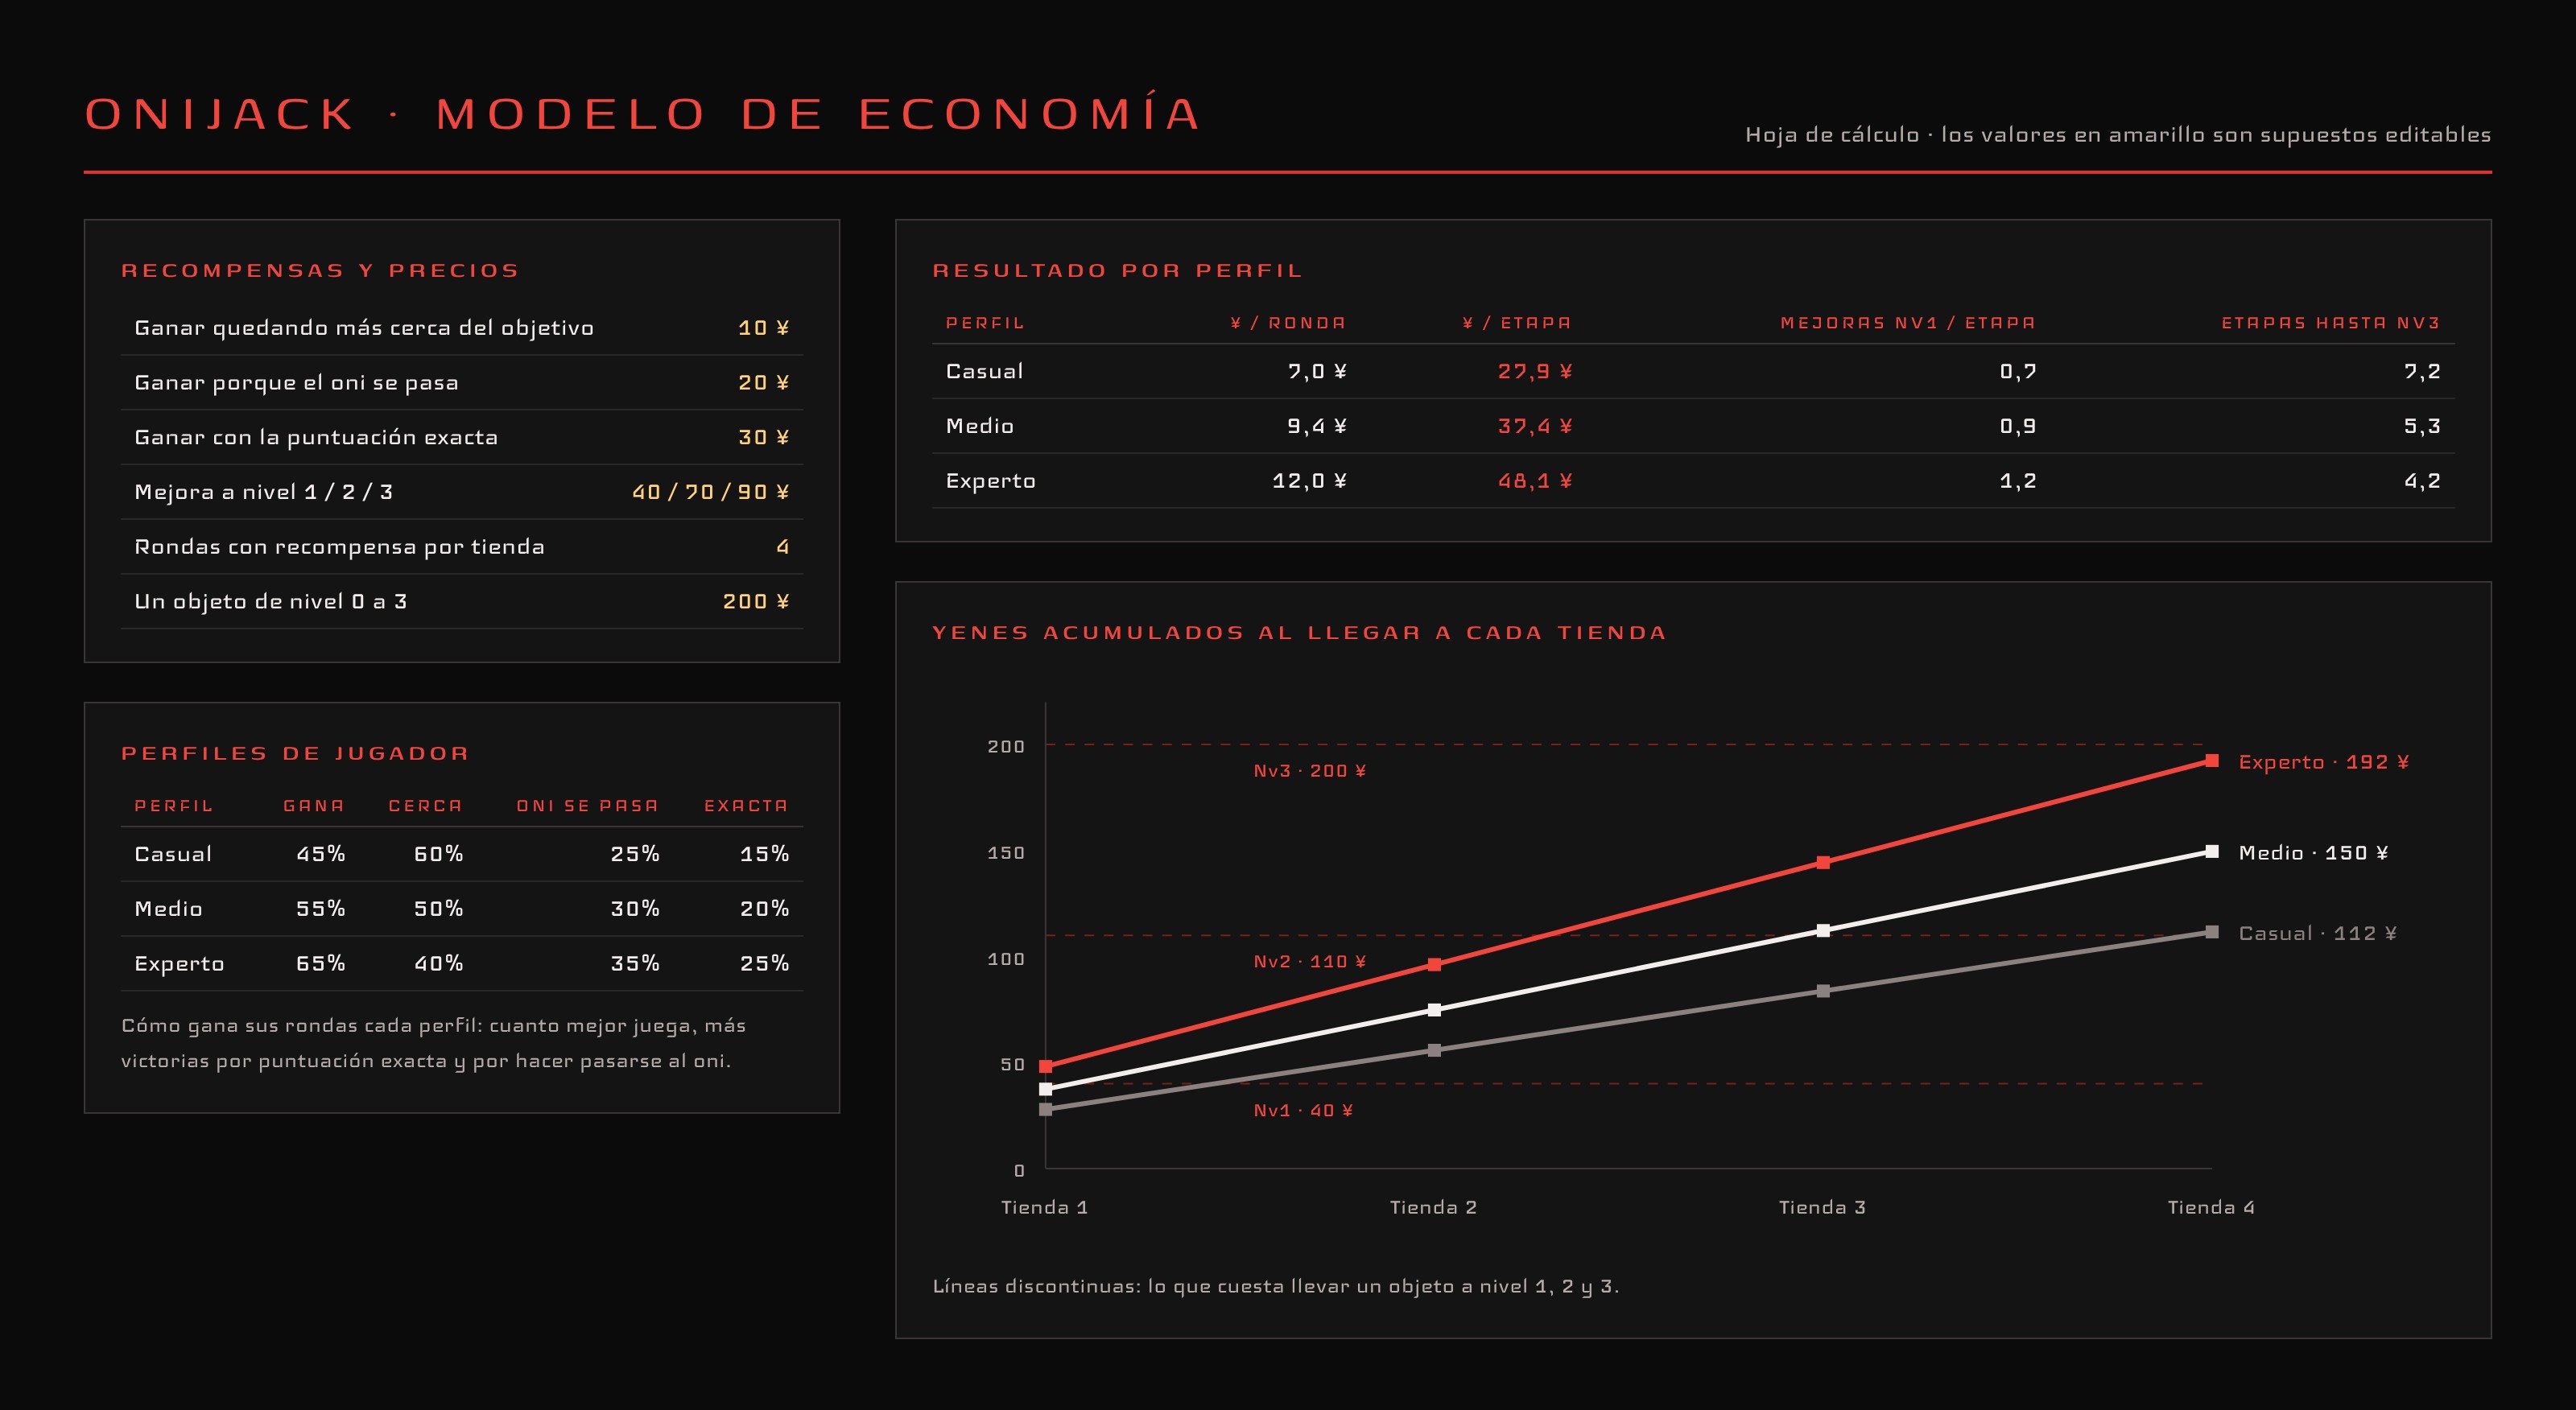 ONIJACK · MODELO DE ECONOMÍA
Hoja de cálculo · los valores en amarillo son supuestos editables
RECOMPENSAS Y PRECIOS
Ganar quedando más cerca del objetivo 10 ¥
Ganar porque el oni se pasa 20 ¥
Ganar con la puntuación exacta 30 ¥
Mejora a nivel 1 / 2 / 3 40 / 70 / 90 ¥
Rondas con recompensa por tienda 4
Un objeto de nivel 0 a 3 200 ¥
PERFILES DE JUGADOR
PERFIL GANA CERCA ONI SE PASA EXACTA
Casual 45% 60% 25% 15%
Medio 55% 50% 30% 20%
Experto 65% 40% 35% 25%
Cómo gana sus rondas cada perfil: cuanto mejor juega, más
victorias por puntuación exacta y por hacer pasarse al oni.
RESULTADO POR PERFIL
PERFIL ¥ / RONDA ¥ / ETAPA MEJORAS NV1 / ETAPA ETAPAS HASTA NV3
Casual 7,0 ¥ 27,9 ¥ 0,7 7,2
Medio 9,4 ¥ 37,4 ¥ 0,9 5,3
Experto 12,0 ¥ 48,1 ¥ 1,2 4,2
YENES ACUMULADOS AL LLEGAR A CADA TIENDA
200
Nv3 · 200 ¥
Experto · 192 ¥
150
Medio · 150 ¥
100
Nv2 · 110 ¥
Casual · 112 ¥
50
Nv1 · 40 ¥
0
Tienda 1 Tienda 2 Tienda 3 Tienda 4
Líneas discontinuas: lo que cuesta llevar un objeto a nivel 1, 2 y 3.